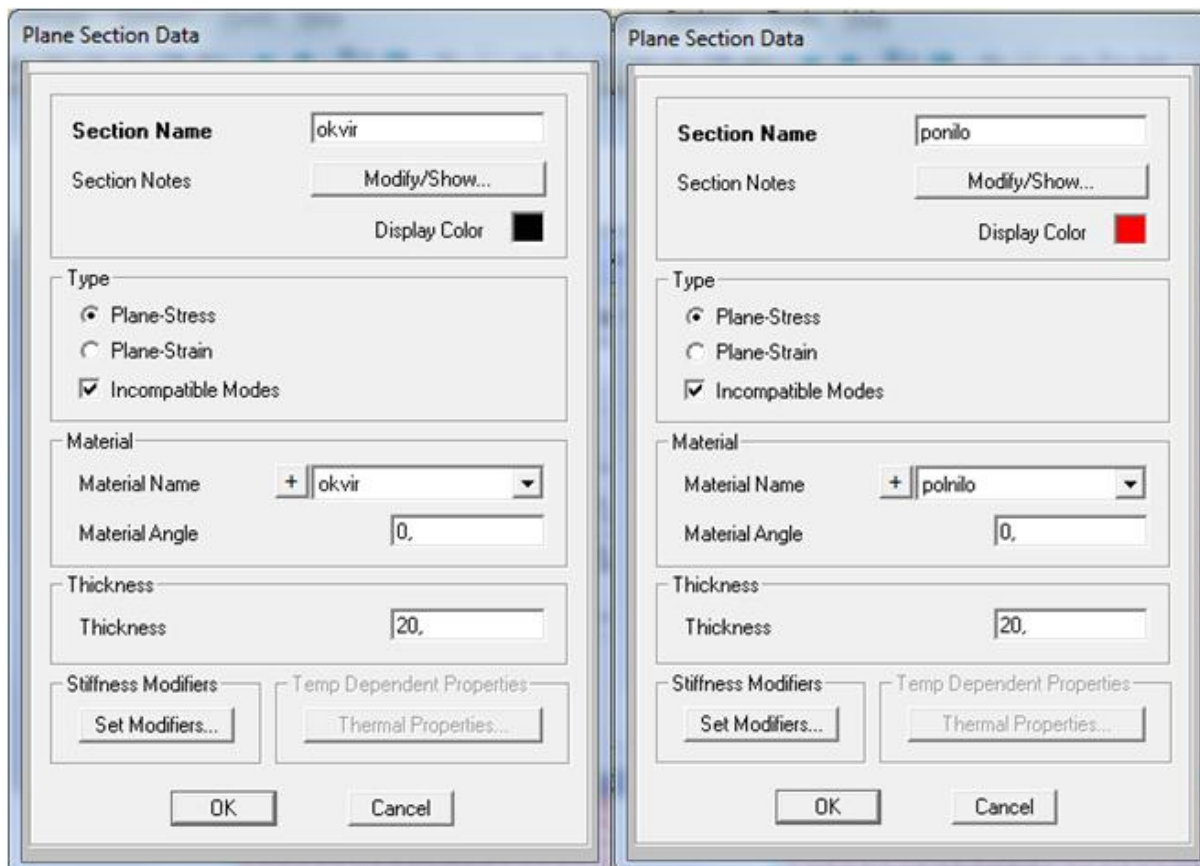 Plane Section Data
Section Name okvir
Section Notes Modify/Show...
Display Color
Type
Plane-Stress
Plane-Strain
Incompatible Modes
Material
Material Name + okvir
Material Angle 0,
Thickness
Thickness 20,
Stiffness Modifiers Temp Dependent Properties
Set Modifiers... Thermal Properties...
OK Cancel
Plane Section Data
Section Name ponilo
Section Notes Modify/Show...
Display Color
Type
Plane-Stress
Plane-Strain
Incompatible Modes
Material
Material Name + polnilo
Material Angle 0,
Thickness
Thickness 20,
Stiffness Modifiers Temp Dependent Properties
Set Modifiers... Thermal Properties...
OK Cancel